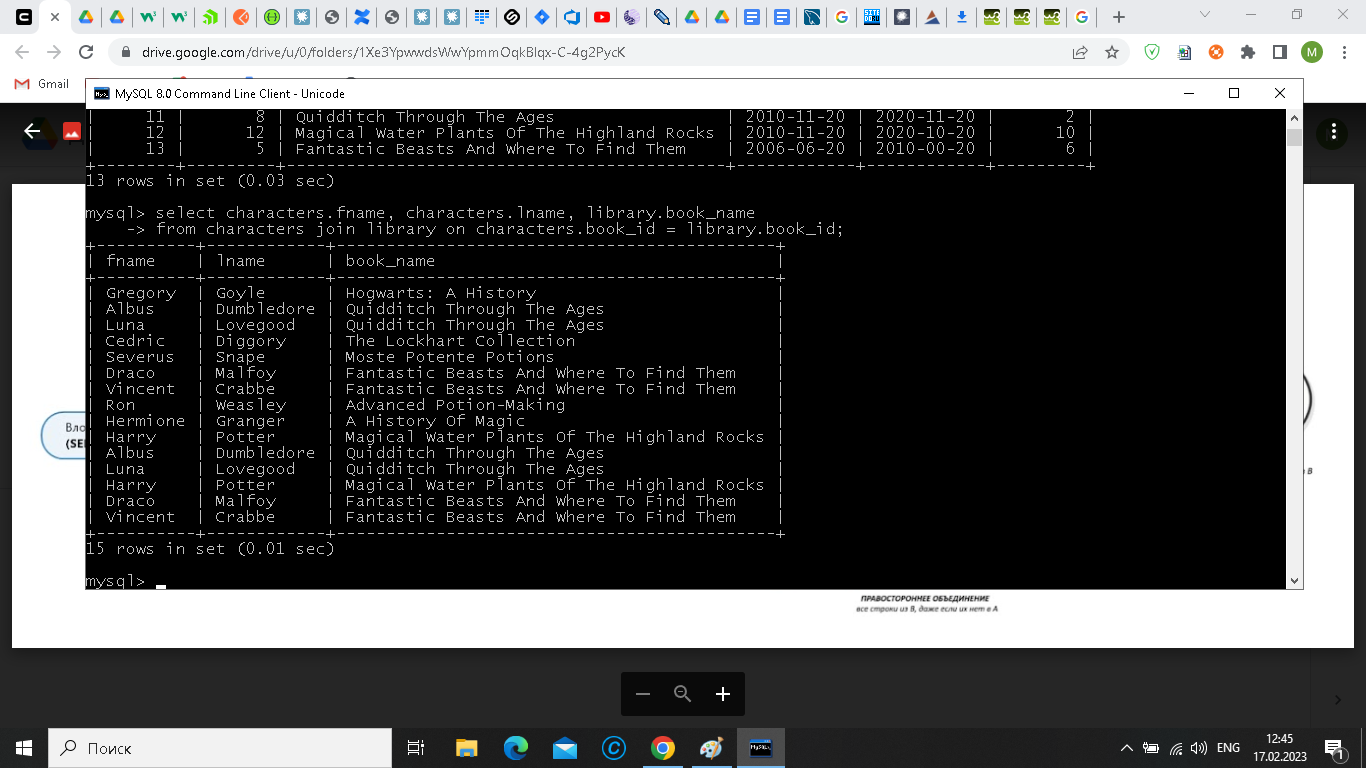 drive.google.com/drive/u/0/folders/1Xe3YpwwdsWwYpmmOqkBlqx-C-4g2PycK
M
Gmail
MySQL 8.0 Command Line Client - Unicode
| 11 | 8 | Quidditch Through The Ages | 2010-11-20 | 2020-11-20 | 2 |
| 12 | 12 | Magical Water Plants Of The Highland Rocks | 2010-11-20 | 2020-10-20 | 10 |
| 13 | 5 | Fantastic Beasts And Where To Find Them | 2006-06-20 | 2010-00-20 | 6 |
13 rows in set (0.03 sec)
mysql> select characters.fname, characters.lname, library.book_name
-> from characters join library on characters.book_id = library.book_id;
| fname | lname | book_name |
| Gregory | Goyle | Hogwarts: A History |
| Albus | Dumbledore | Quidditch Through The Ages |
| Luna | Lovegood | Quidditch Through The Ages |
| Cedric | Diggory | The Lockhart Collection |
| Severus | Snape | Moste Potente Potions |
| Draco | Malfoy | Fantastic Beasts And Where To Find Them |
| Vincent | Crabbe | Fantastic Beasts And Where To Find Them |
| Ron | Weasley | Advanced Potion-Making |
| Hermione | Granger | A History Of Magic |
| Harry | Potter | Magical Water Plants Of The Highland Rocks |
| Albus | Dumbledore | Quidditch Through The Ages |
| Luna | Lovegood | Quidditch Through The Ages |
| Harry | Potter | Magical Water Plants Of The Highland Rocks |
| Draco | Malfoy | Fantastic Beasts And Where To Find Them |
| Vincent | Crabbe | Fantastic Beasts And Where To Find Them |
15 rows in set (0.01 sec)
mysql>
Вло
(SE
в В
ПРАВОСТОРОННЕЕ ОБЪЕДИНЕНИЕ
все строки из B, даже если их нет в A
Поиск
ENG
12:45
17.02.2023
1